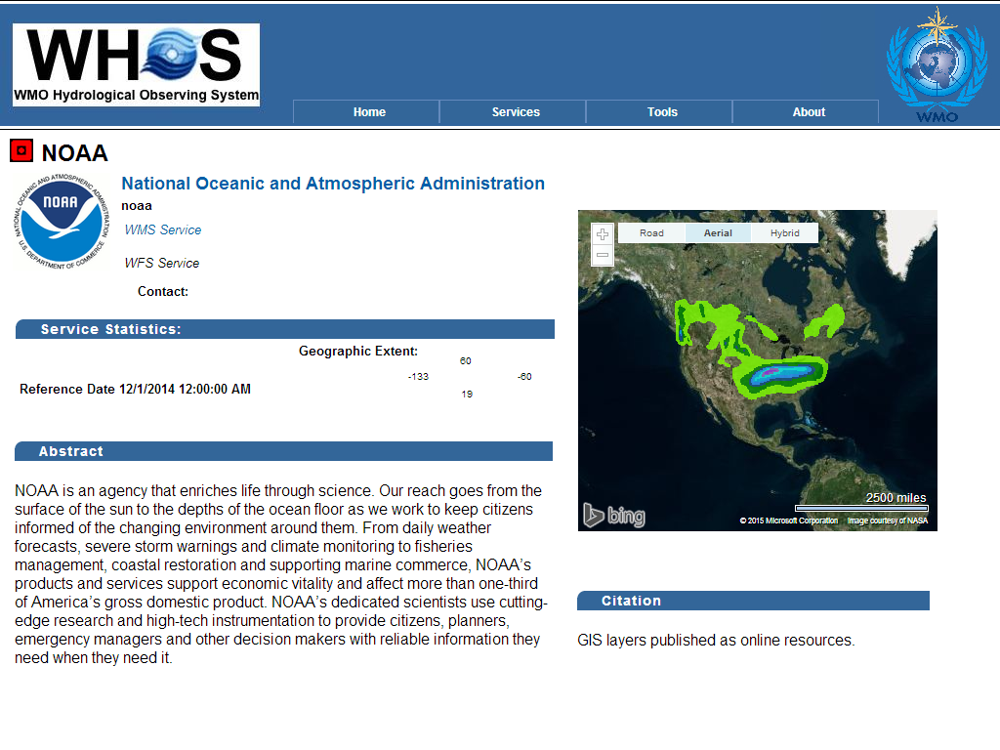 WHOS
WMO Hydrological Observing System
WMO
Home Services Tools About
NOAA
NATIONAL OCEANIC AND ATMOSPHERIC ADMINISTRATION
NOAA
U.S. DEPARTMENT OF COMMERCE
National Oceanic and Atmospheric Administration
noaa
WMS Service
WFS Service
Contact:
Service Statistics:
Geographic Extent:
60
-133 -60
19
Reference Date 12/1/2014 12:00:00 AM
Abstract
NOAA is an agency that enriches life through science. Our reach goes from the
surface of the sun to the depths of the ocean floor as we work to keep citizens
informed of the changing environment around them. From daily weather
forecasts, severe storm warnings and climate monitoring to fisheries
management, coastal restoration and supporting marine commerce, NOAA’s
products and services support economic vitality and affect more than one-third
of America’s gross domestic product. NOAA’s dedicated scientists use cutting-
edge research and high-tech instrumentation to provide citizens, planners,
emergency managers and other decision makers with reliable information they
need when they need it.
Road Aerial Hybrid
2500 miles
bing
© 2015 Microsoft Corporation Image courtesy of NASA
Citation
GIS layers published as online resources.